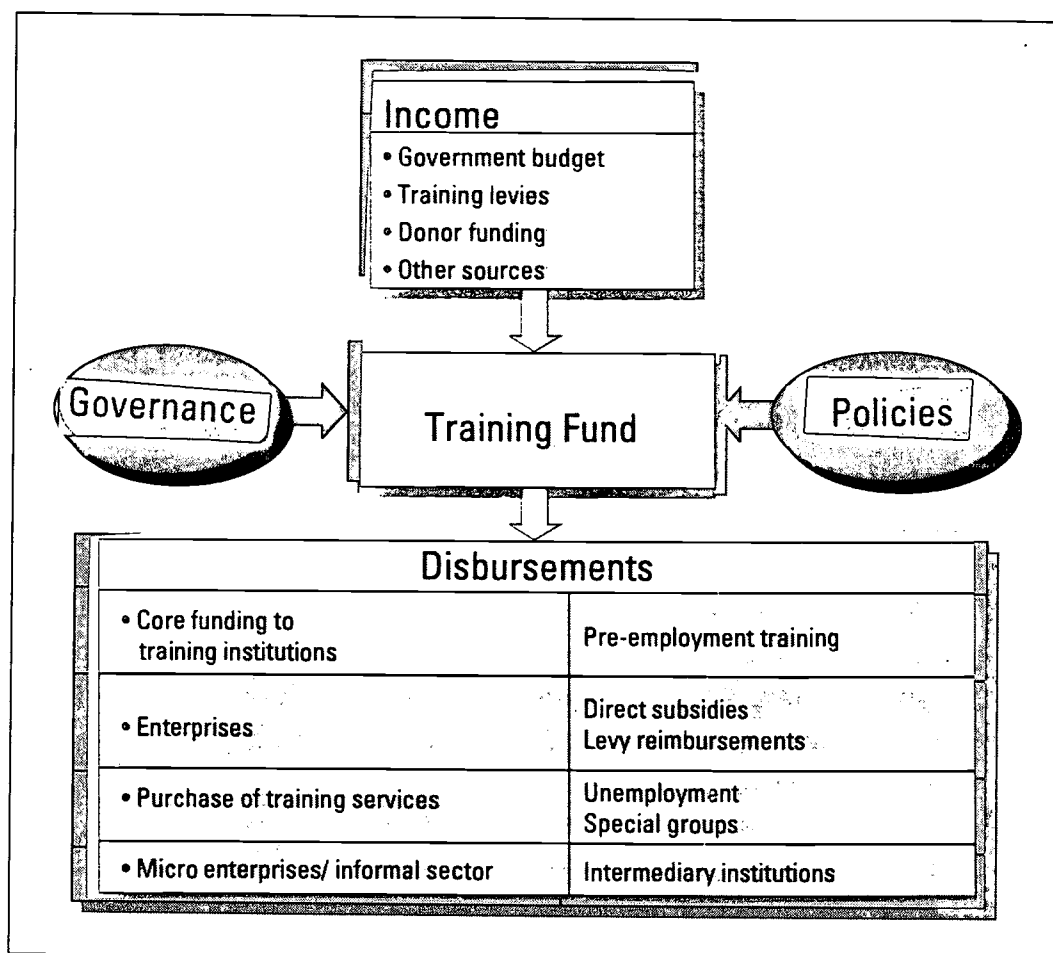 Income
• Government budget
• Training levies
• Donor funding
• Other sources
Governance
Training Fund
Policies
Disbursements
• Core funding to
training institutions
Pre-employment training
• Enterprises
Direct subsidies
Levy reimbursements
• Purchase of training services
Unemployment
Special groups
• Micro enterprises/ informal sector
Intermediary institutions